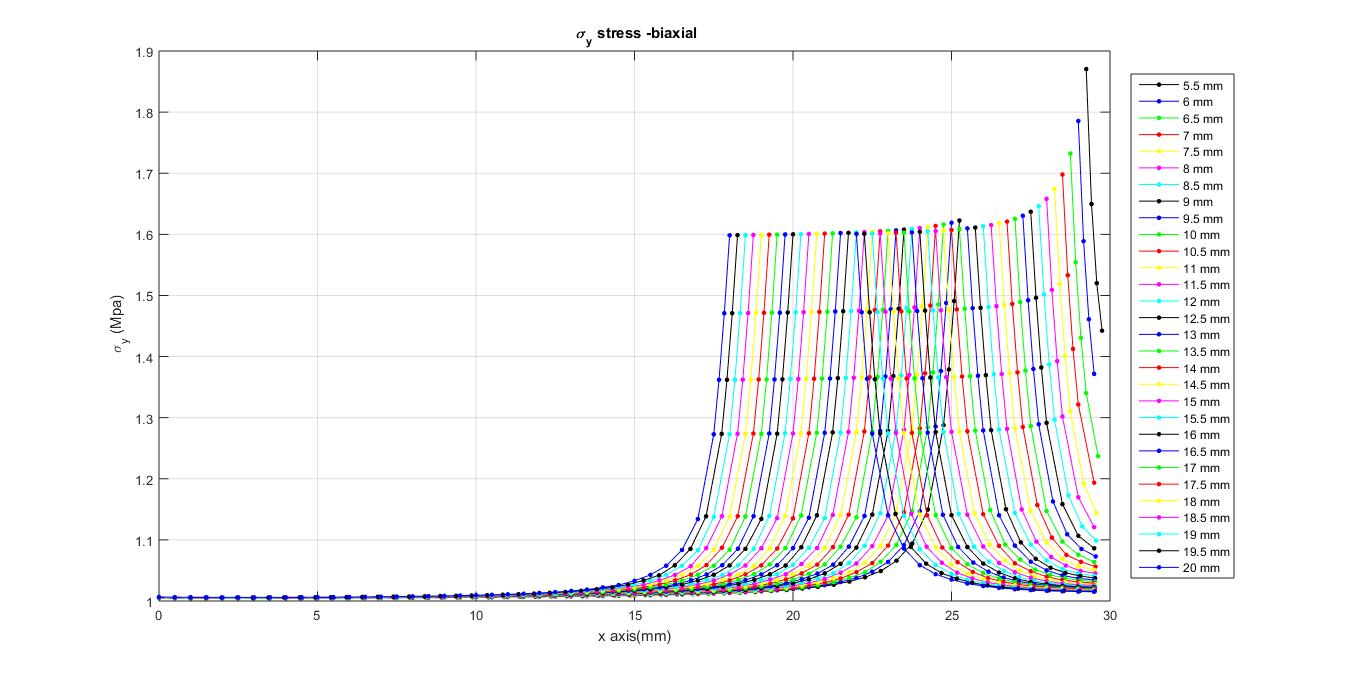 σy stress -biaxial
σy (Mpa)
1.9
1.8
1.7
1.6
1.5
1.4
1.3
1.2
1.1
1
0
5
10
15
20
25
30
x axis(mm)
5.5 mm
6 mm
6.5 mm
7 mm
7.5 mm
8 mm
8.5 mm
9 mm
9.5 mm
10 mm
10.5 mm
11 mm
11.5 mm
12 mm
12.5 mm
13 mm
13.5 mm
14 mm
14.5 mm
15 mm
15.5 mm
16 mm
16.5 mm
17 mm
17.5 mm
18 mm
18.5 mm
19 mm
19.5 mm
20 mm